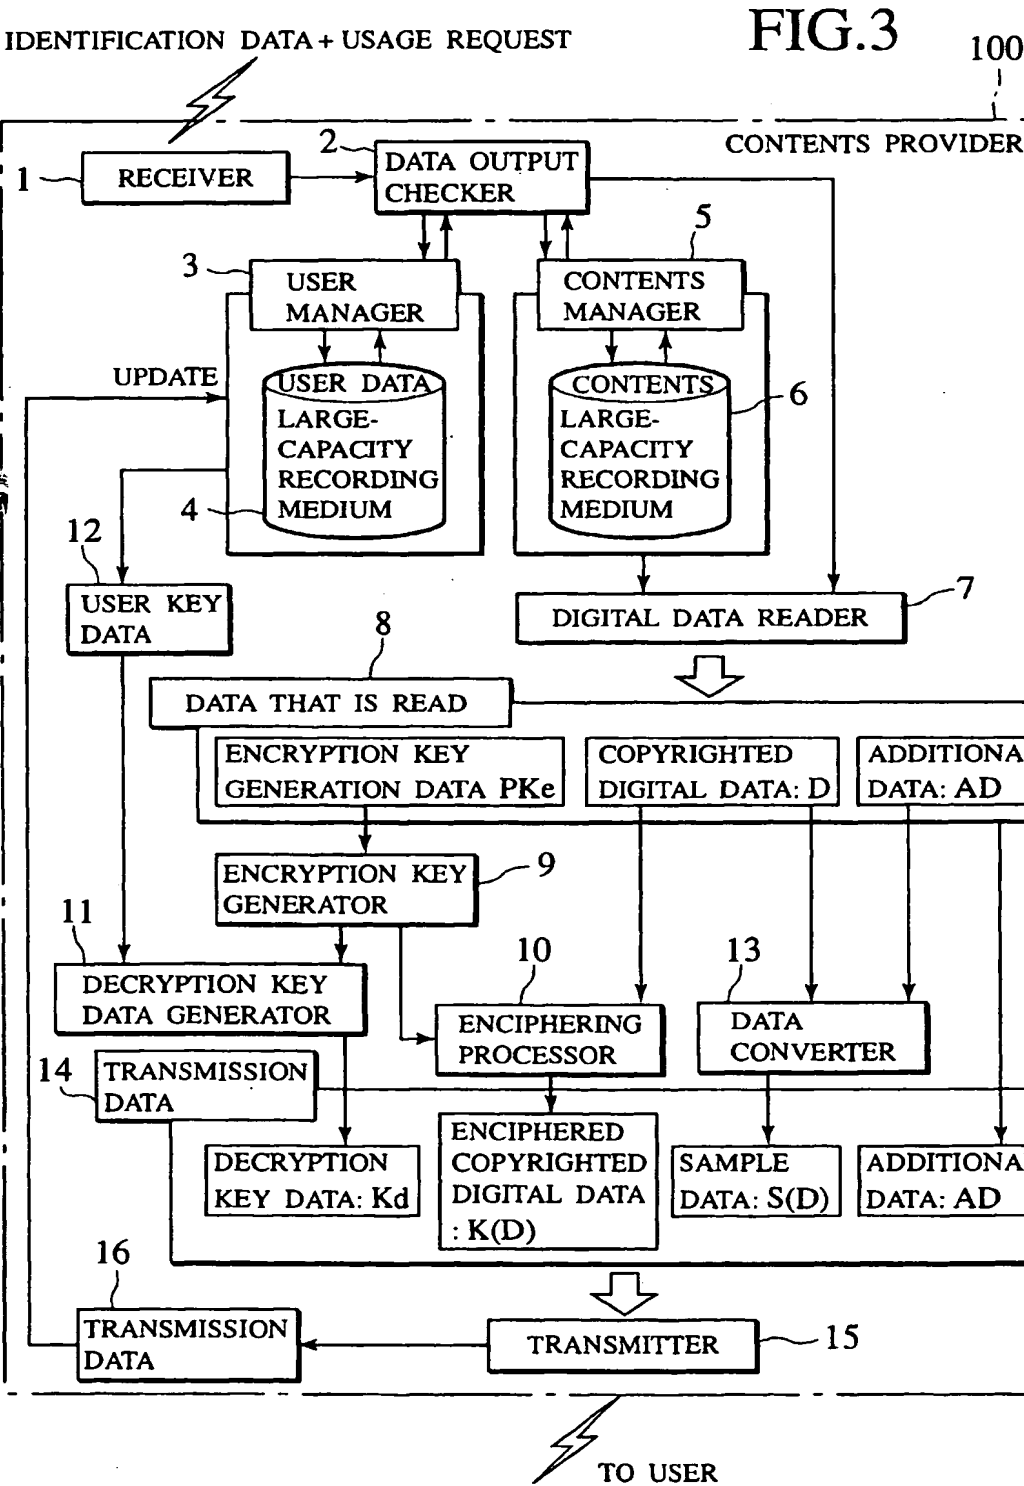 FIG.3
IDENTIFICATION DATA + USAGE REQUEST
100
CONTENTS PROVIDER
1
RECEIVER
2
DATA OUTPUT
CHECKER
3
USER
MANAGER
5
CONTENTS
MANAGER
UPDATE
USER DATA
LARGE-
CAPACITY
RECORDING
MEDIUM
4
CONTENTS
LARGE-
CAPACITY
RECORDING
MEDIUM
6
12
USER KEY
DATA
7
DIGITAL DATA READER
8
DATA THAT IS READ
ENCRYPTION KEY
GENERATION DATA PKe
COPYRIGHTED
DIGITAL DATA: D
ADDITIONA
DATA: AD
ENCRYPTION KEY
GENERATOR
9
11
DECRYPTION KEY
DATA GENERATOR
10
ENCIPHERING
PROCESSOR
13
DATA
CONVERTER
14
TRANSMISSION
DATA
DECRYPTION
KEY DATA: Kd
ENCIPHERED
COPYRIGHTED
DIGITAL DATA
: K(D)
SAMPLE
DATA: S(D)
ADDITIONA
DATA: AD
16
TRANSMISSION
DATA
TRANSMITTER
15
TO USER